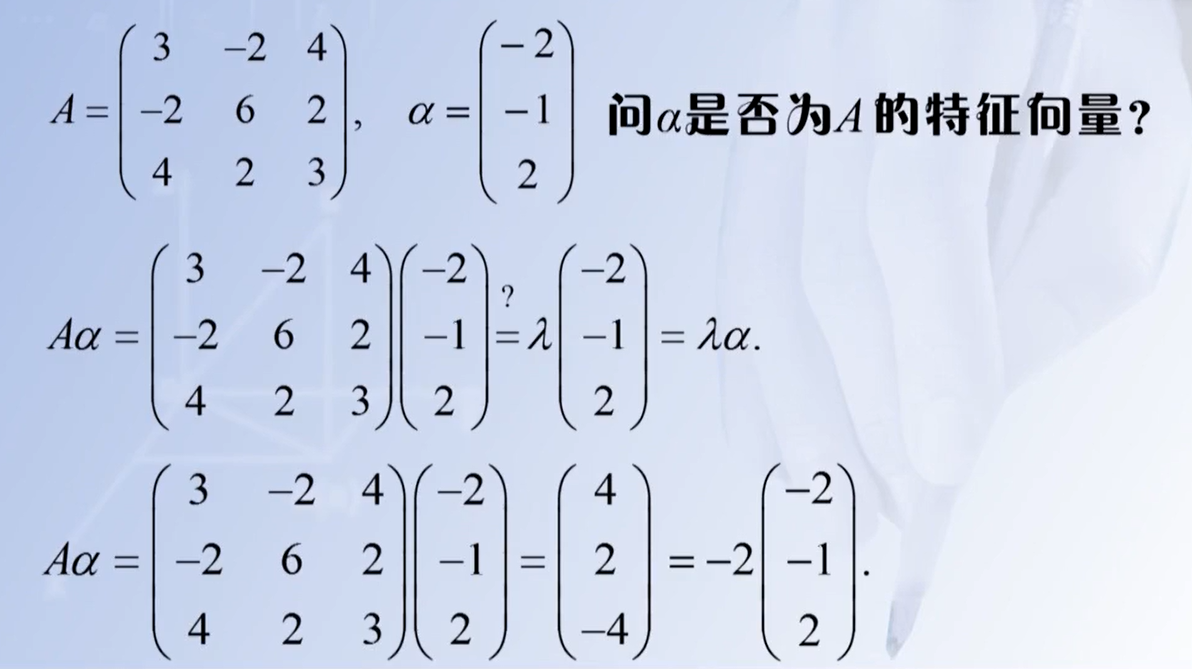 A = \begin{pmatrix} 3 & -2 & 4 \\ -2 & 6 & 2 \\ 4 & 2 & 3 \end{pmatrix}, \alpha = \begin{pmatrix} -2 \\ -1 \\ 2 \end{pmatrix} 问α是否为A的特征向量?
A\alpha = \begin{pmatrix} 3 & -2 & 4 \\ -2 & 6 & 2 \\ 4 & 2 & 3 \end{pmatrix} \begin{pmatrix} -2 \\ -1 \\ 2 \end{pmatrix} \overset{?}{=} \lambda \begin{pmatrix} -2 \\ -1 \\ 2 \end{pmatrix} = \lambda\alpha.
A\alpha = \begin{pmatrix} 3 & -2 & 4 \\ -2 & 6 & 2 \\ 4 & 2 & 3 \end{pmatrix} \begin{pmatrix} -2 \\ -1 \\ 2 \end{pmatrix} = \begin{pmatrix} 4 \\ 2 \\ -4 \end{pmatrix} = -2 \begin{pmatrix} -2 \\ -1 \\ 2 \end{pmatrix}.